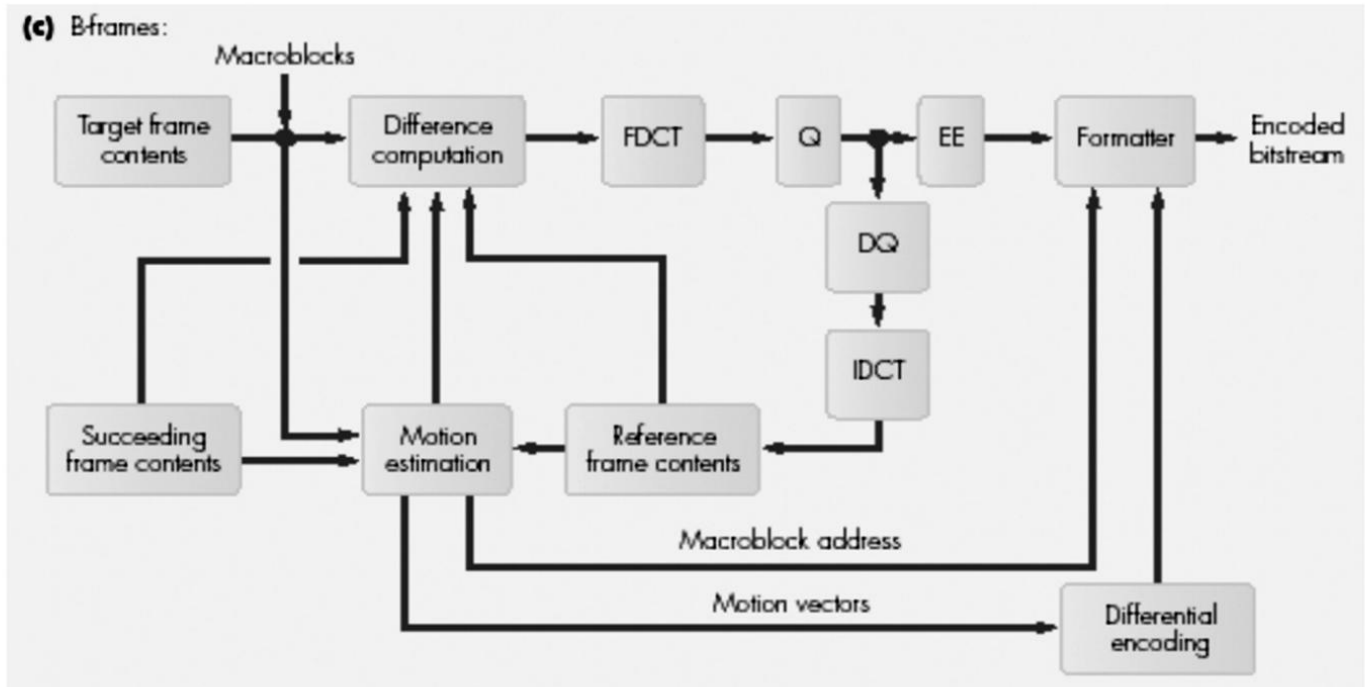 (c) B-frames:
Macroblocks
Target frame
contents
Difference
computation
FDCT
Q
EE
Formatter
Encoded
bitstream
DQ
IDCT
Succeeding
frame contents
Motion
estimation
Reference
frame contents
Macroblock address
Motion vectors
Differential
encoding